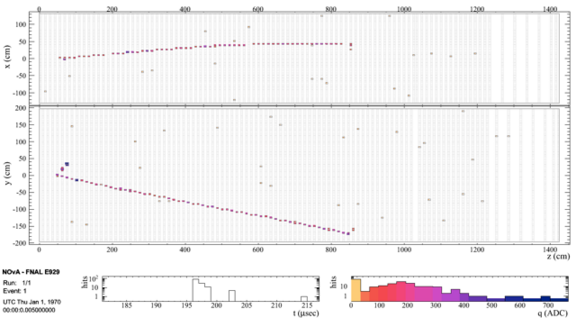 0 200 400 600 800 1000 1200 1400
100
50
0
-50
-100
x (cm)
200
150
100
50
0
-50
-100
-150
-200
y (cm)
0 200 400 600 800 1000 1200 1400
z (cm)
NOvA - FNAL E929
Run: 1/1
Event: 1
UTC Thu Jan 1, 1970
00:00:0.005000000
hits
10²
10
1
185 190 195 200 205 210 215
t (μsec)
hits
10²
10
1
100 200 300 400 500 600 700
q (ADC)